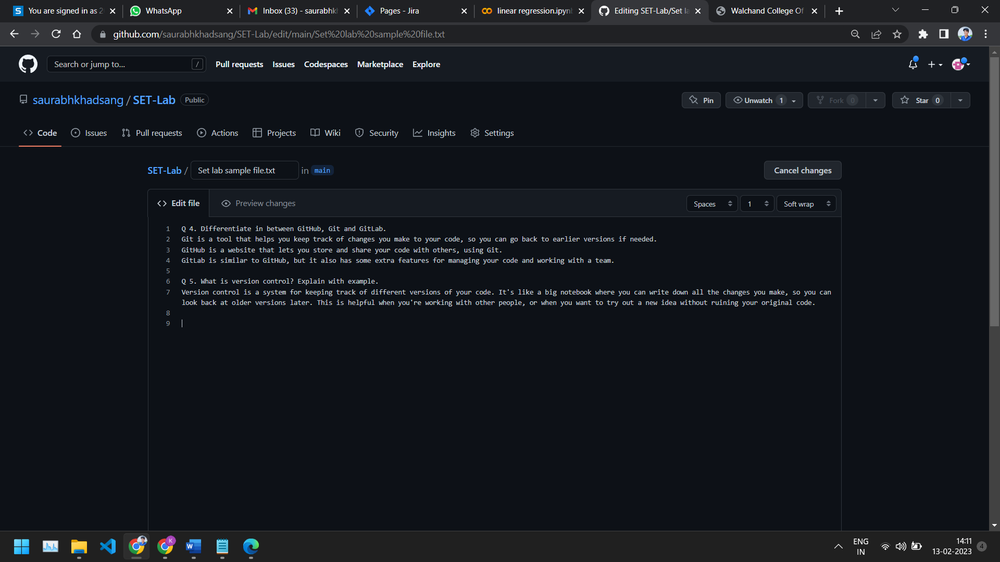 You are signed in as 2
WhatsApp
Inbox (33) - saurabhkh
Pages - Jira
linear regression.ipynb
Editing SET-Lab/Set la
Walchand College Of
github.com/saurabhkhadsang/SET-Lab/edit/main/Set%20lab%20sample%20file.txt
Search or jump to... /
Pull requests Issues Codespaces Marketplace Explore
saurabhkhadsang / SET-Lab Public
Pin Unwatch 1 Fork 0 Star 0
Code Issues Pull requests Actions Projects Wiki Security Insights Settings
SET-Lab / Set lab sample file.txt in main
Cancel changes
<> Edit file Preview changes Spaces 1 Soft wrap
1 Q 4. Differentiate in between GitHub, Git and GitLab.
2 Git is a tool that helps you keep track of changes you make to your code, so you can go back to earlier versions if needed.
3 GitHub is a website that lets you store and share your code with others, using Git.
4 GitLab is similar to GitHub, but it also has some extra features for managing your code and working with a team.
5
6 Q 5. What is version control? Explain with example.
7 Version control is a system for keeping track of different versions of your code. It's like a big notebook where you can write down all the changes you make, so you can
look back at older versions later. This is helpful when you're working with other people, or when you want to try out a new idea without ruining your original code.
8
9
K
ENG
IN
14:11
13-02-2023
4